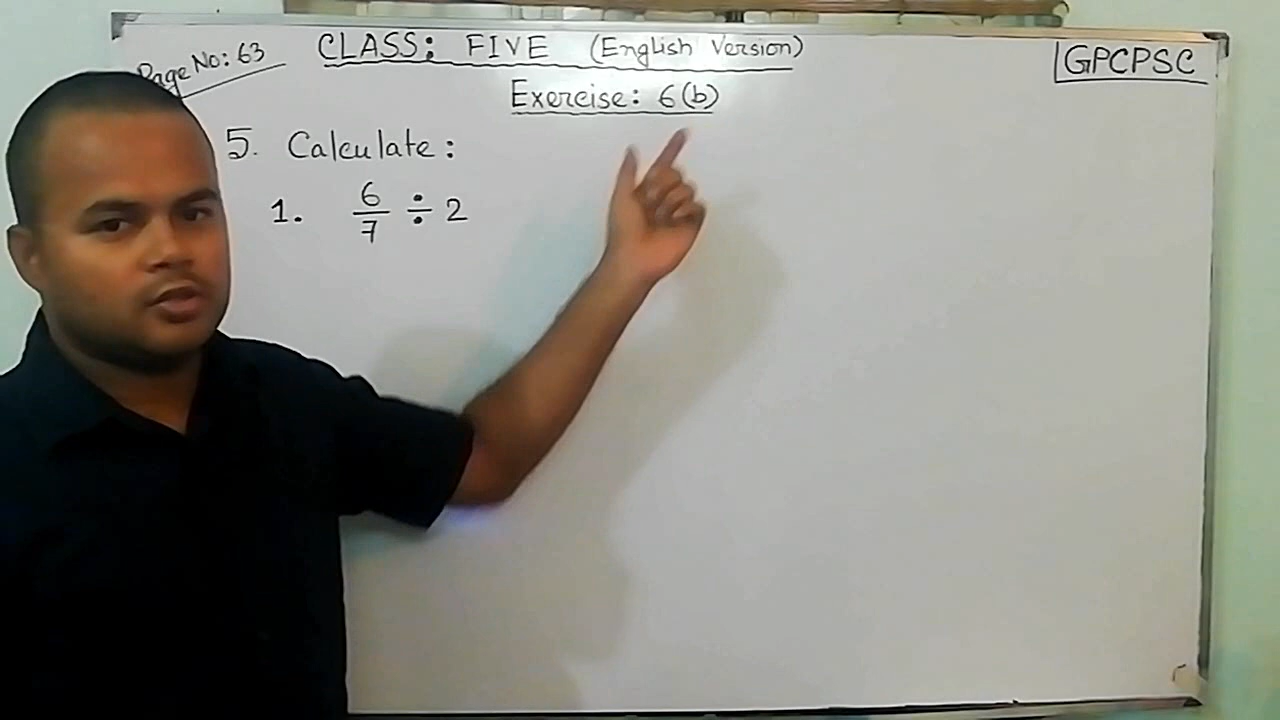 Page No: 63
CLASS: FIVE (English Version)
GPCPSC
Exercise: 6(b)
5. Calculate:
1. 6/7 ÷ 2